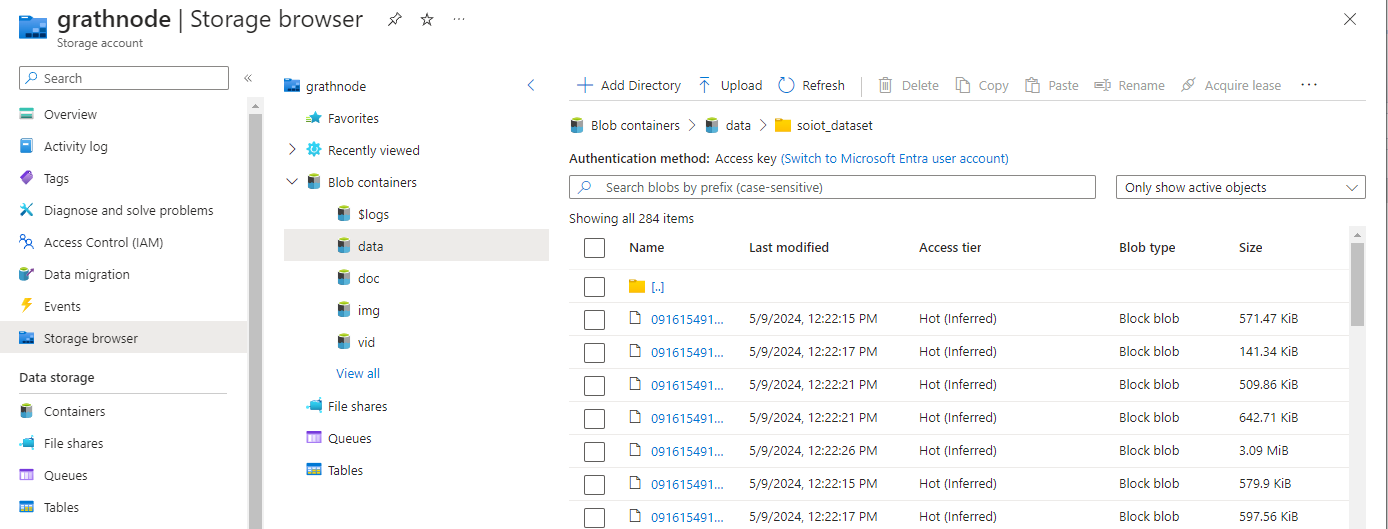 grathnode | Storage browser
Storage account
Search
Overview
Activity log
Tags
Diagnose and solve problems
Access Control (IAM)
Data migration
Events
Storage browser
Data storage
Containers
File shares
Queues
Tables
grathnode
Favorites
Recently viewed
Blob containers
$logs
data
doc
img
vid
View all
File shares
Queues
Tables
Add Directory Upload Refresh Delete Copy Paste Rename Acquire lease
Blob containers > data > soiot_dataset
Authentication method: Access key (Switch to Microsoft Entra user account)
Search blobs by prefix (case-sensitive) Only show active objects
Showing all 284 items
Name Last modified Access tier Blob type Size
[..]
091615491... 5/9/2024, 12:22:15 PM Hot (Inferred) Block blob 571.47 KiB
091615491... 5/9/2024, 12:22:17 PM Hot (Inferred) Block blob 141.34 KiB
091615491... 5/9/2024, 12:22:21 PM Hot (Inferred) Block blob 509.86 KiB
091615491... 5/9/2024, 12:22:21 PM Hot (Inferred) Block blob 642.71 KiB
091615491... 5/9/2024, 12:22:26 PM Hot (Inferred) Block blob 3.09 MiB
091615491... 5/9/2024, 12:22:15 PM Hot (Inferred) Block blob 579.9 KiB
091615491... 5/9/2024, 12:22:17 PM Hot (Inferred) Block blob 597.56 KiB